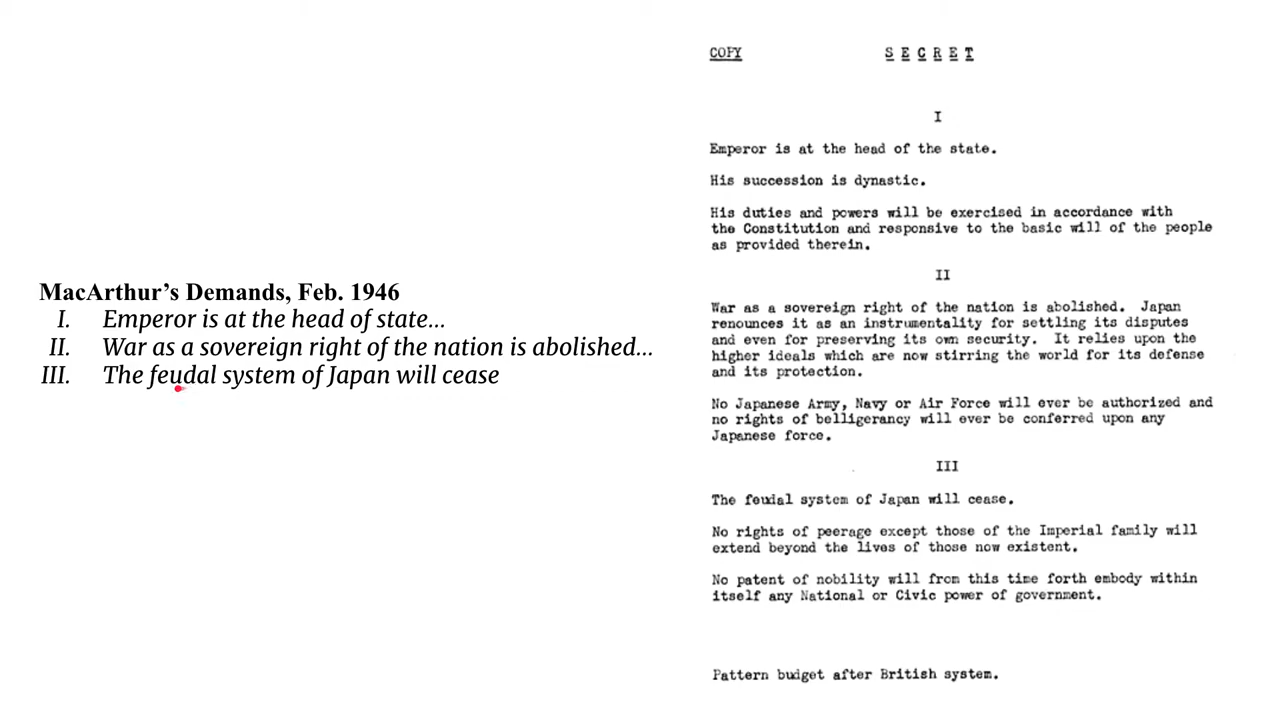 MacArthur's Demands, Feb. 1946
I. Emperor is at the head of state...
II. War as a sovereign right of the nation is abolished...
III. The feudal system of Japan will cease
COPY SECRET
I
Emperor is at the head of the state.
His succession is dynastic.
His duties and powers will be exercised in accordance with
the Constitution and responsive to the basic will of the people
as provided therein.
II
War as a sovereign right of the nation is abolished. Japan
renounces it as an instrumentality for settling its disputes
and even for preserving its own security. It relies upon the
higher ideals which are now stirring the world for its defense
and its protection.
No Japanese Army, Navy or Air Force will ever be authorized and
no rights of belligerancy will ever be conferred upon any
Japanese force.
III
The feudal system of Japan will cease.
No rights of peerage except those of the Imperial family will
extend beyond the lives of those now existent.
No patent of nobility will from this time forth embody within
itself any National or Civic power of government.
Pattern budget after British system.